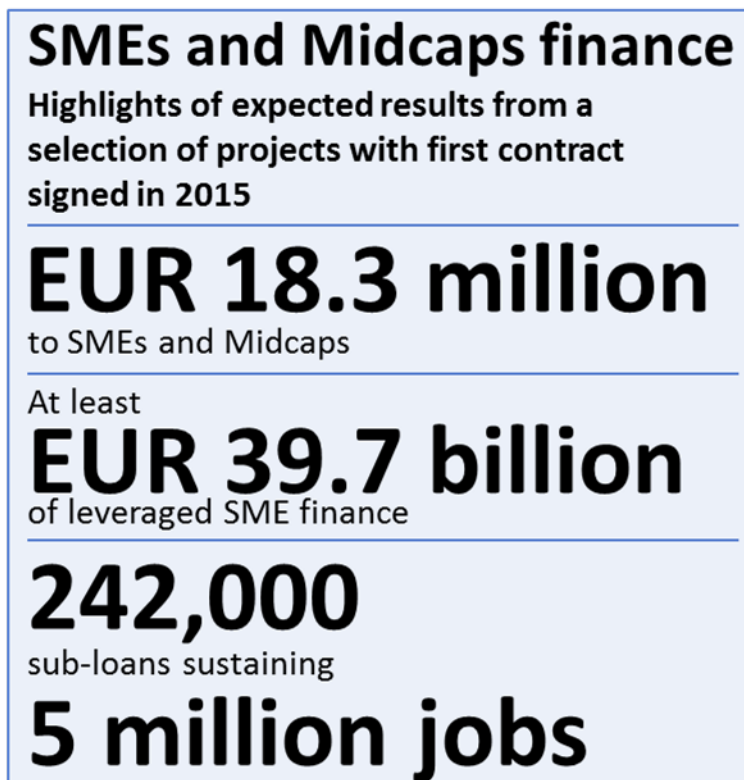 SMEs and Midcaps finance
Highlights of expected results from a
selection of projects with first contract
signed in 2015
EUR 18.3 million
to SMEs and Midcaps
At least
EUR 39.7 billion
of leveraged SME finance
242,000
sub-loans sustaining
5 million jobs